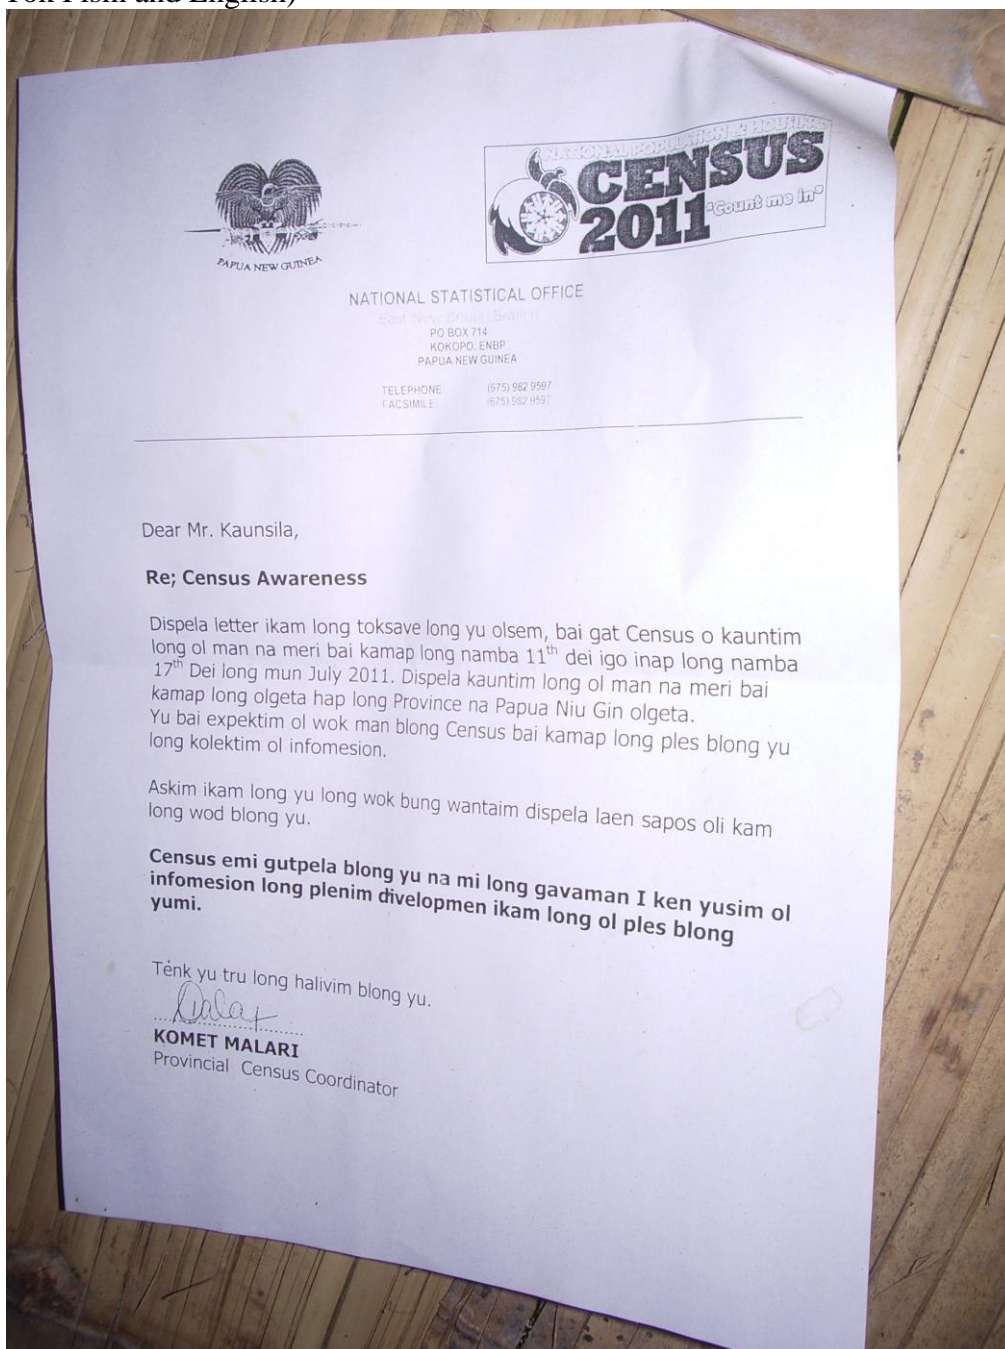 Tok Pisin and English)
NATIONAL POPULATION & HOUSING
CENSUS
2011 "Count me in"
PAPUA NEW GUINEA
NATIONAL STATISTICAL OFFICE
East New Britain Branch
PO BOX 714
KOKOPO, ENBP
PAPUA NEW GUINEA
TELEPHONE: (675) 982 9597
FACSIMILE: (675) 982 9597
Dear Mr. Kaunsila,
Re; Census Awareness
Dispela letter ikam long toksave long yu olsem, bai gat Census o kauntim
long ol man na meri bai kamap long namba 11th dei igo inap long namba
17th Dei long mun July 2011. Dispela kauntim long ol man na meri bai
kamap long olgeta hap long Province na Papua Niu Gin olgeta.
Yu bai expektim ol wok man blong Census bai kamap long ples blong yu
long kolektim ol infomesion.
Askim ikam long yu long wok bung wantaim dispela laen sapos oli kam
long wod blong yu.
Census emi gutpela blong yu na mi long gavaman I ken yusim ol
infomesion long plenim divelopmen ikam long ol ples blong
yumi.
Tenk yu tru long halivim blong yu.
KOMET MALARI
Provincial Census Coordinator